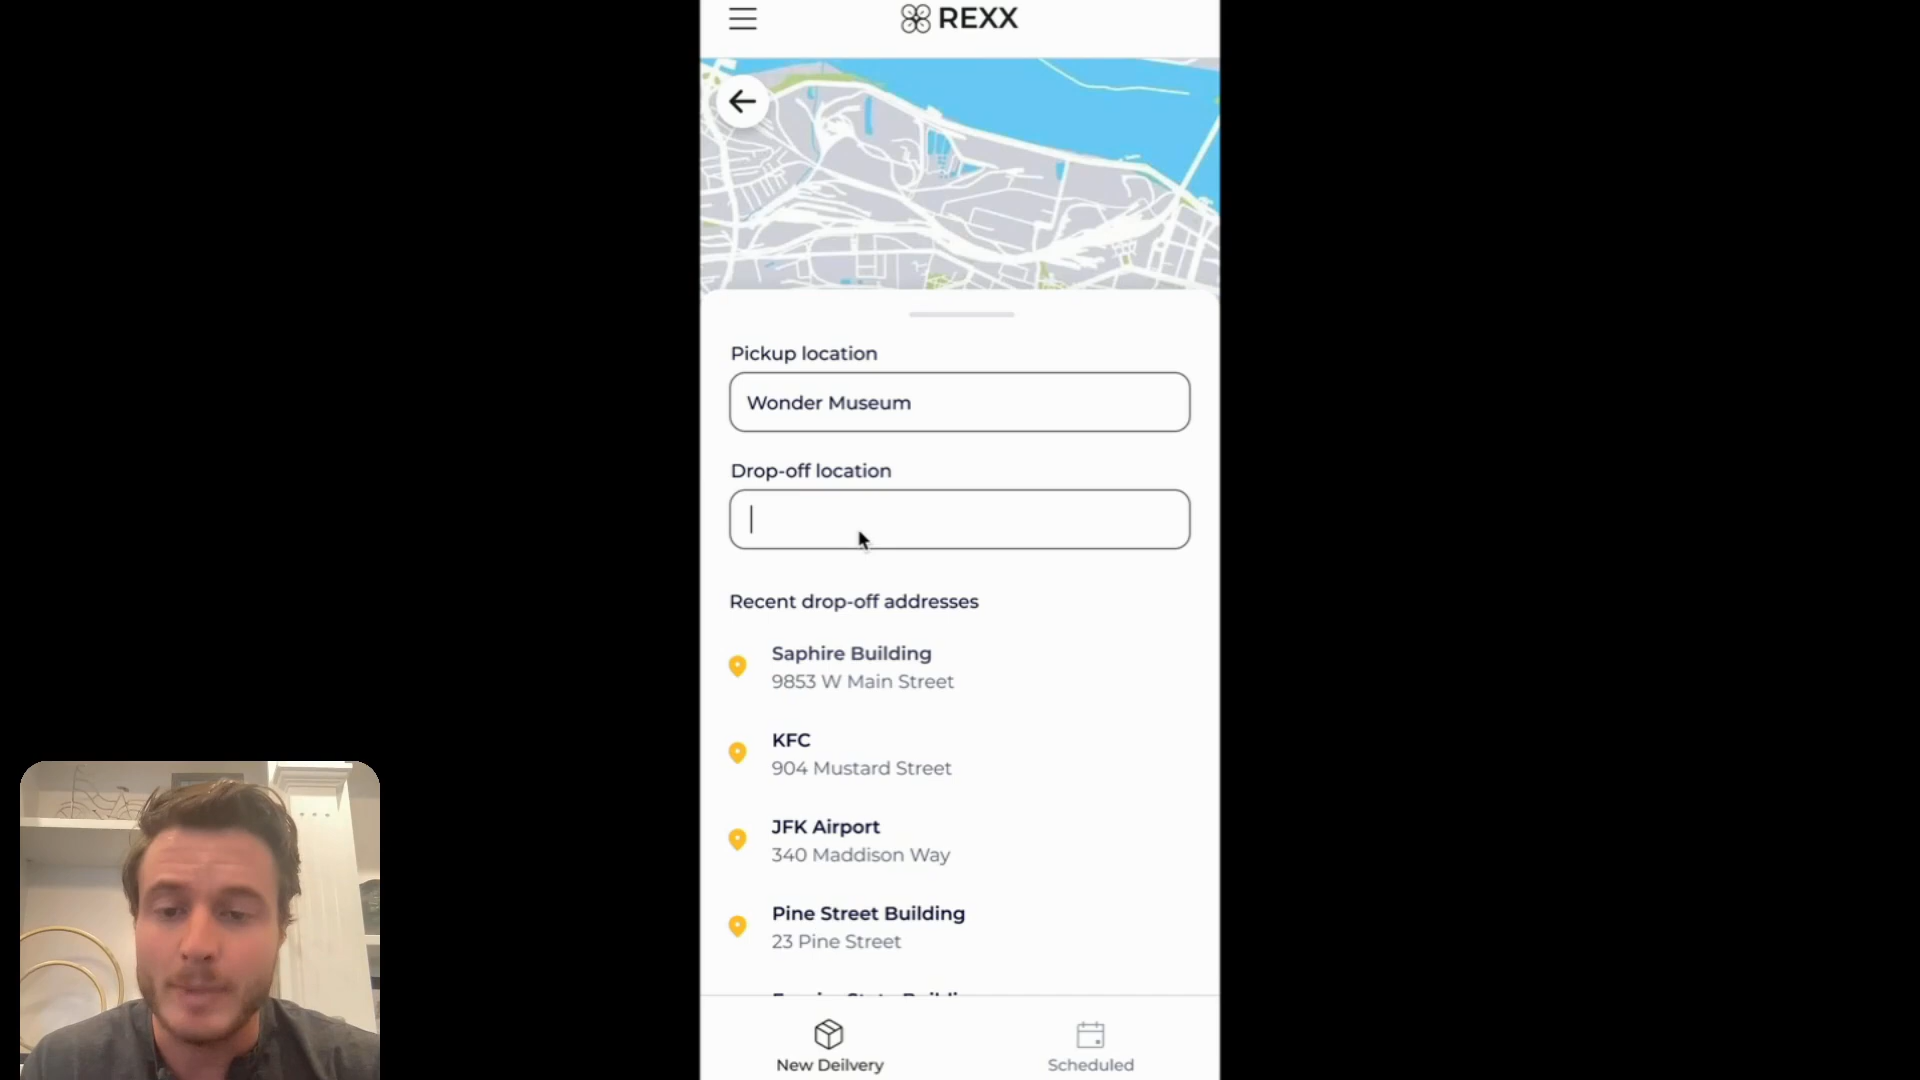 REXX
Pickup location
Wonder Museum
Drop-off location
Recent drop-off addresses
Saphire Building
9853 W Main Street
KFC
904 Mustard Street
JFK Airport
340 Maddison Way
Pine Street Building
23 Pine Street
New Deilvery
Scheduled